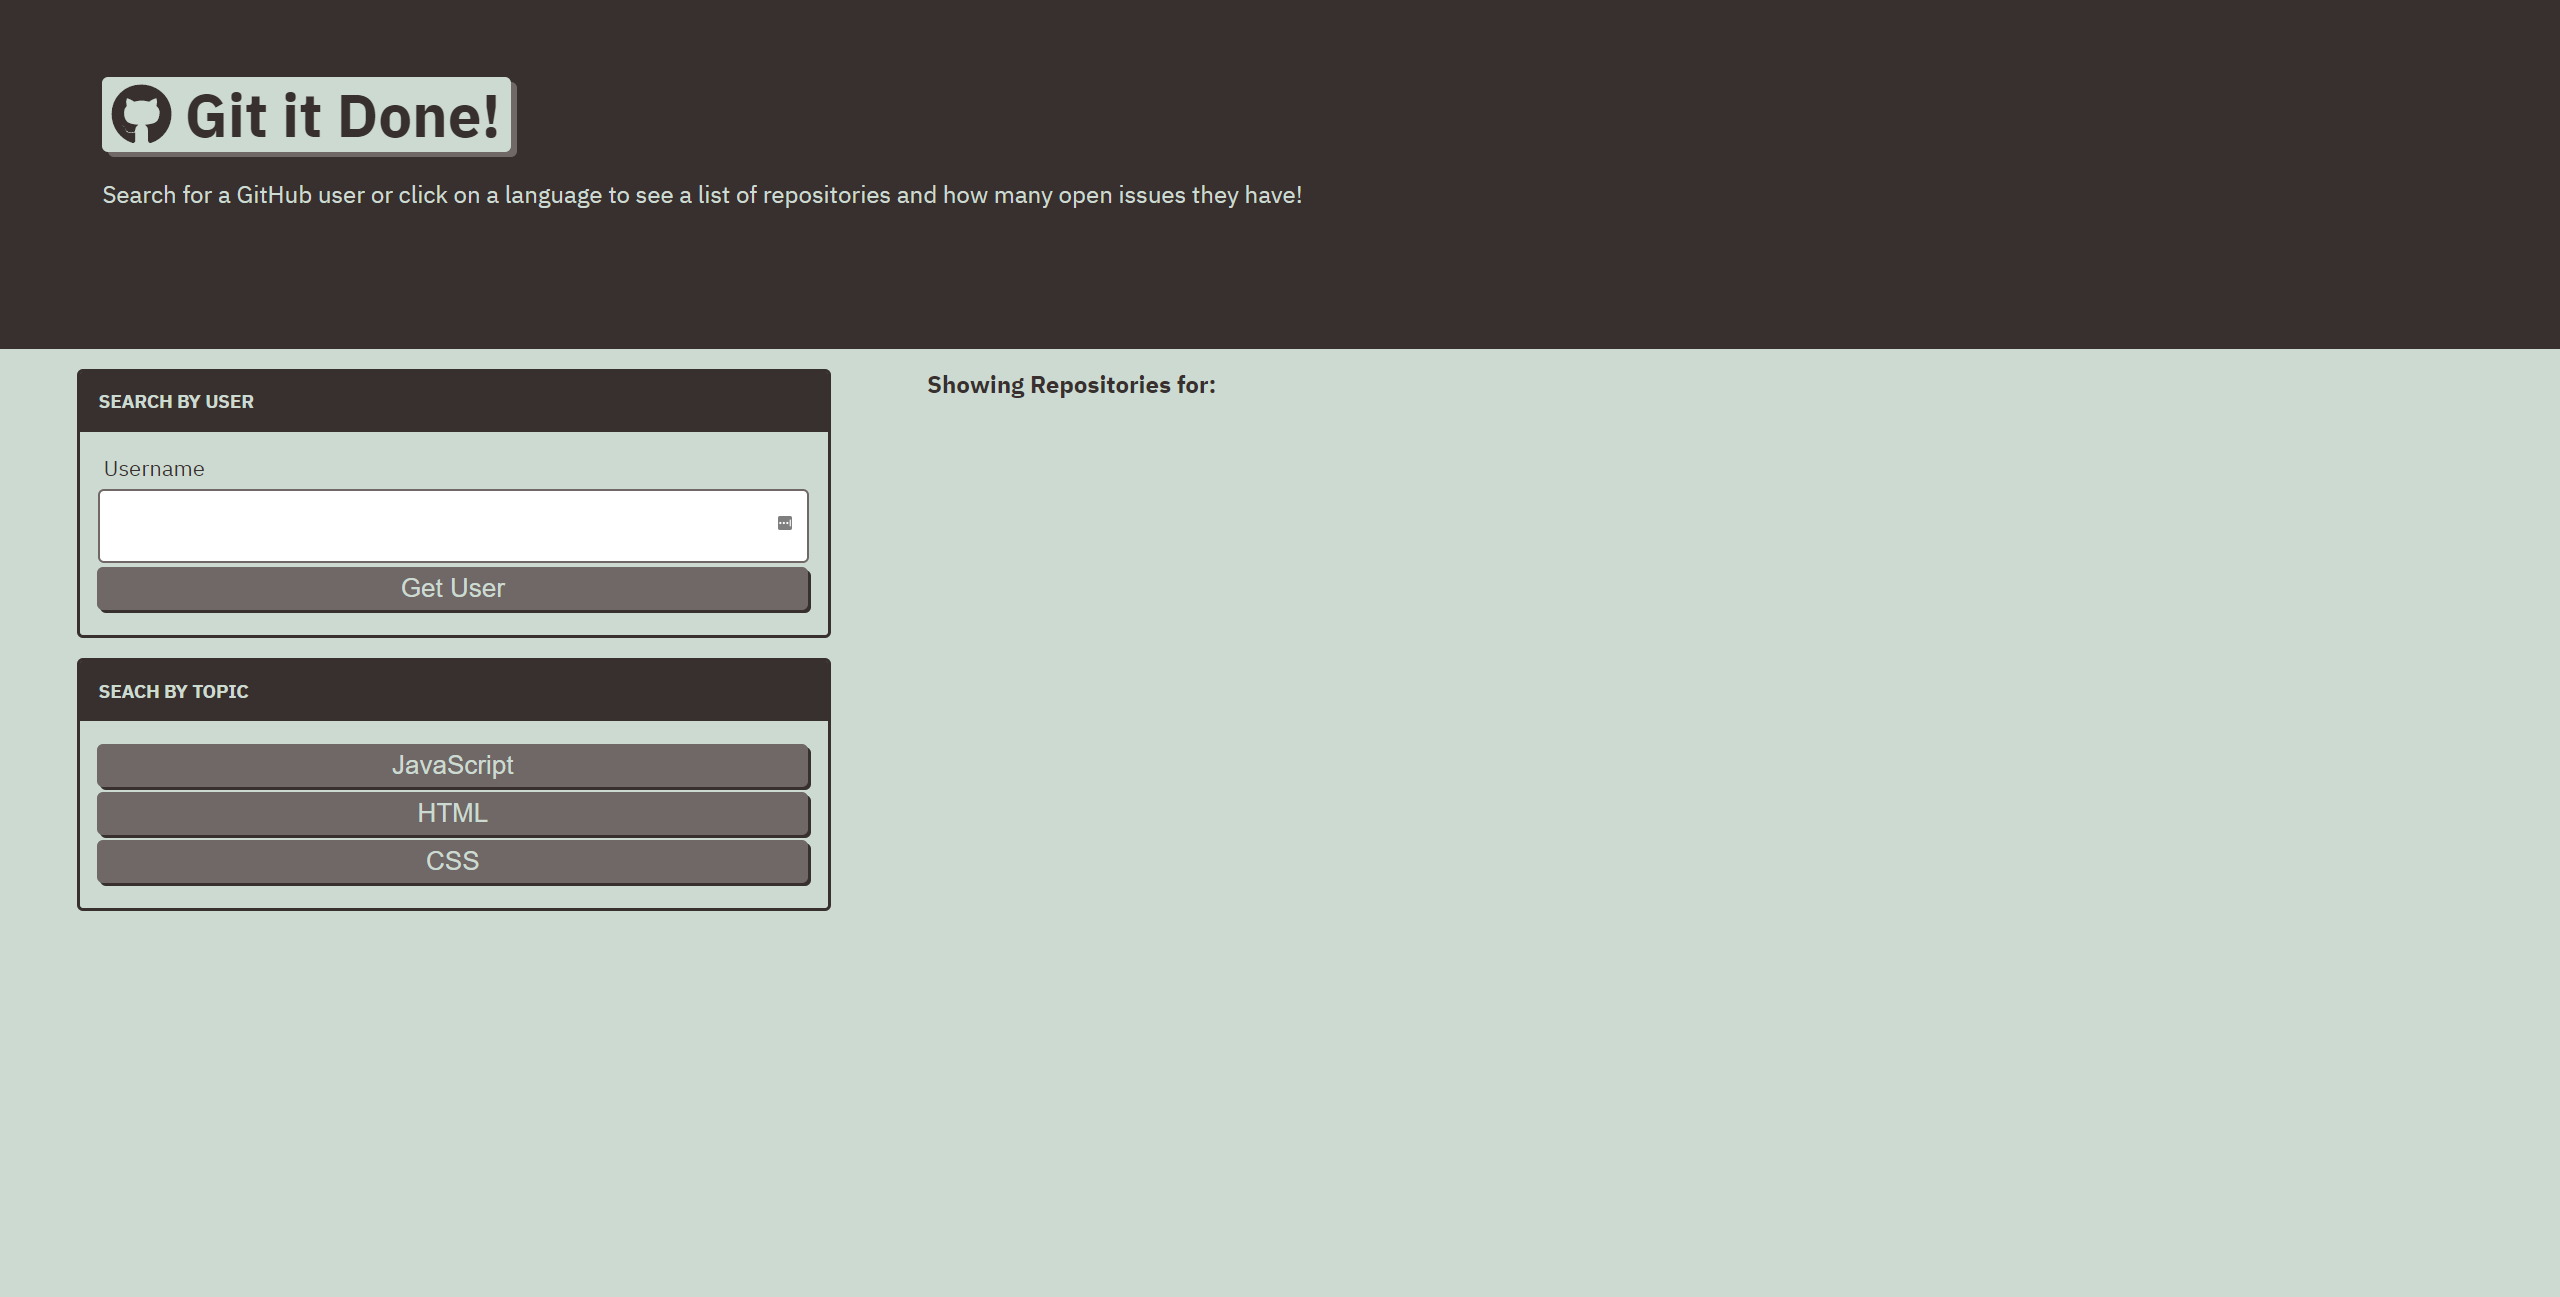 Git it Done!
Search for a GitHub user or click on a language to see a list of repositories and how many open issues they have!
SEARCH BY USER
Username
Get User
SEACH BY TOPIC
JavaScript
HTML
CSS
Showing Repositories for: